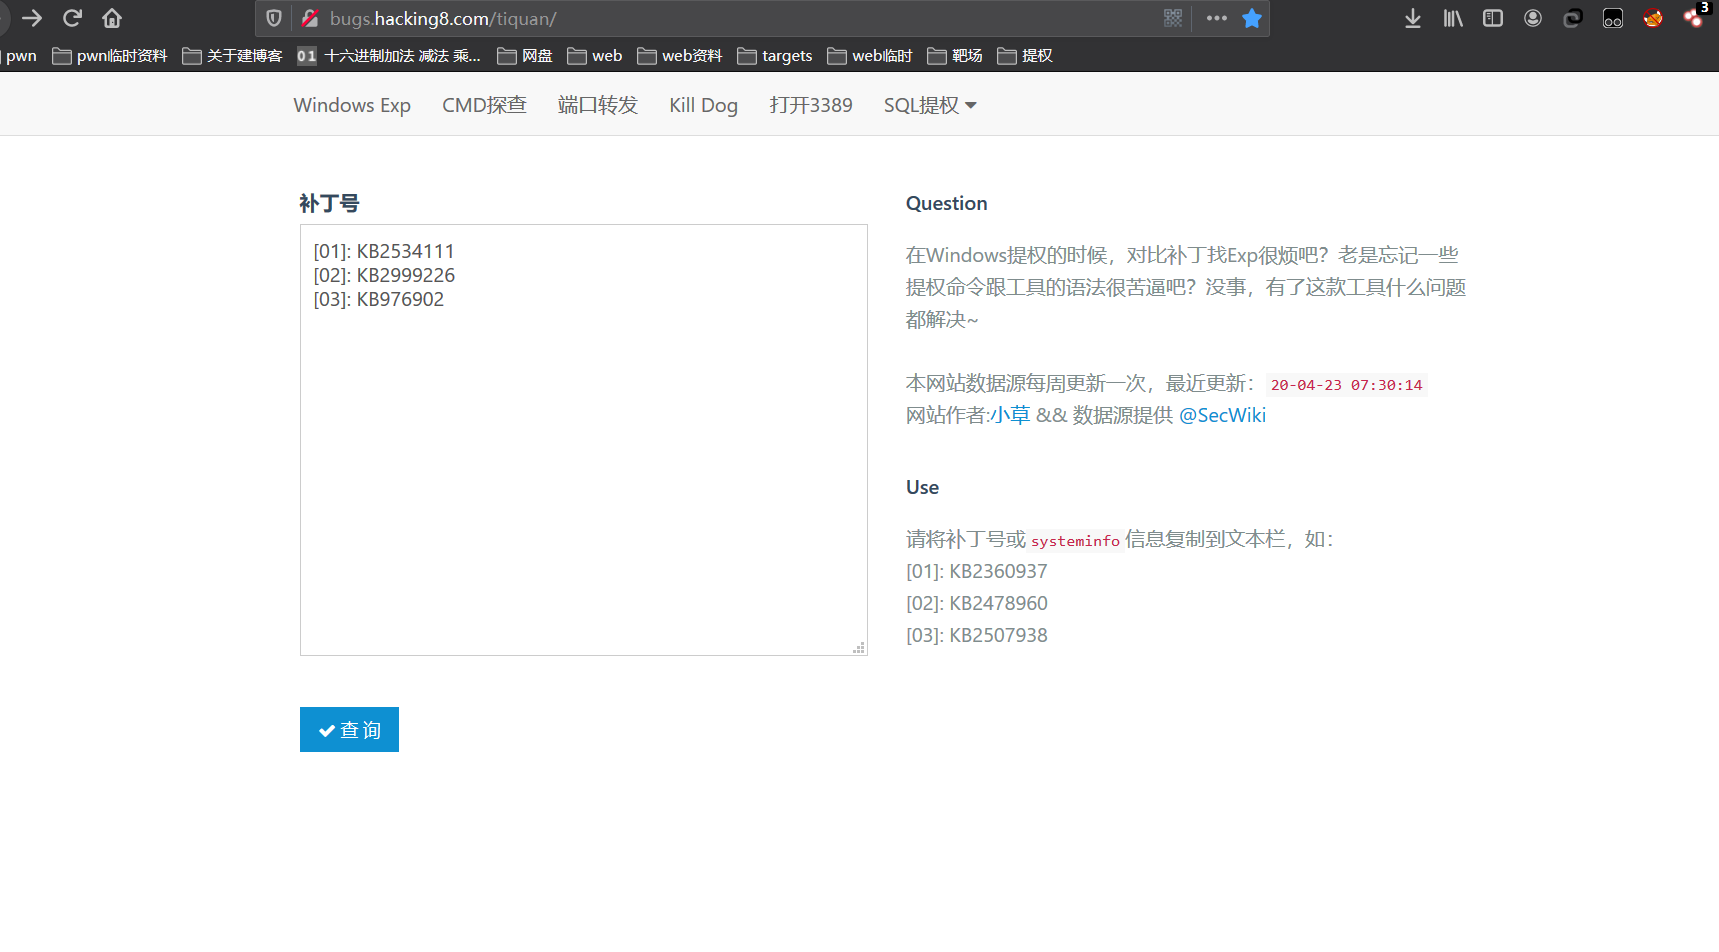 3
bugs.hacking8.com/tiquan/
pwn pwn临时资料 关于建博客 01 十六进制加法 减法 乘... 网盘 web web资料 targets web临时 靶场 提权
Windows Exp CMD探查 端口转发 Kill Dog 打开3389 SQL提权
补丁号
[01]: KB2534111
[02]: KB2999226
[03]: KB976902
查询
Question
在Windows提权的时候，对比补丁找Exp很烦吧？老是忘记一些
提权命令跟工具的语法很苦逼吧？没事，有了这款工具什么问题
都解决~
本网站数据源每周更新一次，最近更新： 20-04-23 07:30:14
网站作者:小草 && 数据源提供 @SecWiki
Use
请将补丁号或 systeminfo 信息复制到文本栏，如：
[01]: KB2360937
[02]: KB2478960
[03]: KB2507938